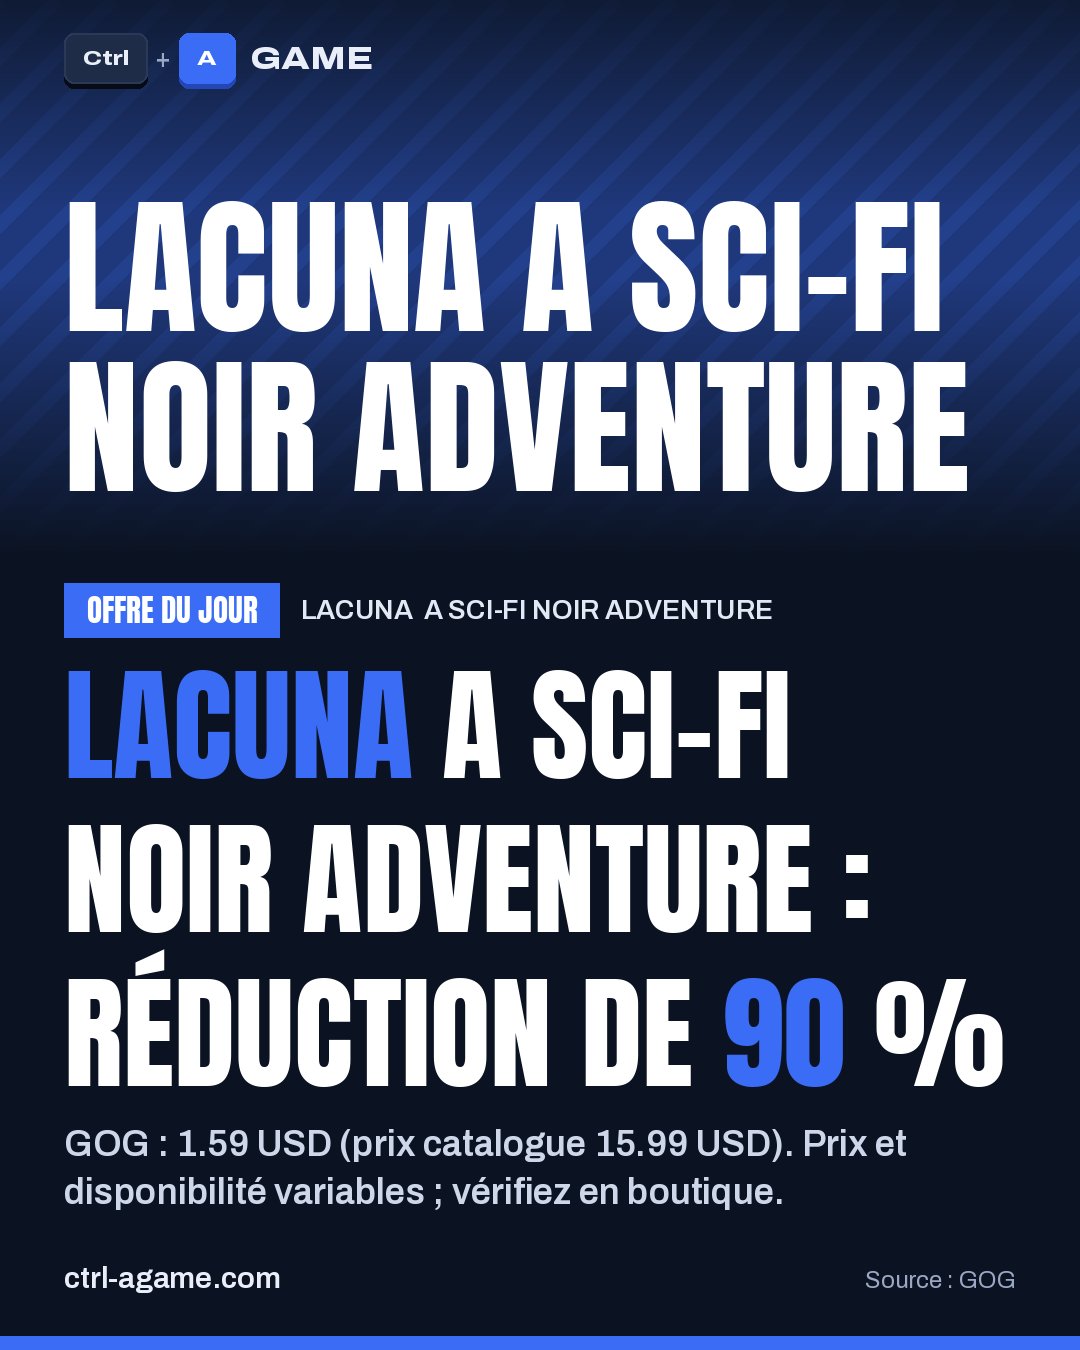 Ctrl + A GAME
LACUNA A SCI-FI
NOIR ADVENTURE
OFFRE DU JOUR LACUNA A SCI-FI NOIR ADVENTURE
LACUNA A SCI-FI
NOIR ADVENTURE :
RÉDUCTION DE 90 %
GOG : 1.59 USD (prix catalogue 15.99 USD). Prix et
disponibilité variables ; vérifiez en boutique.
ctrl-agame.com Source : GOG